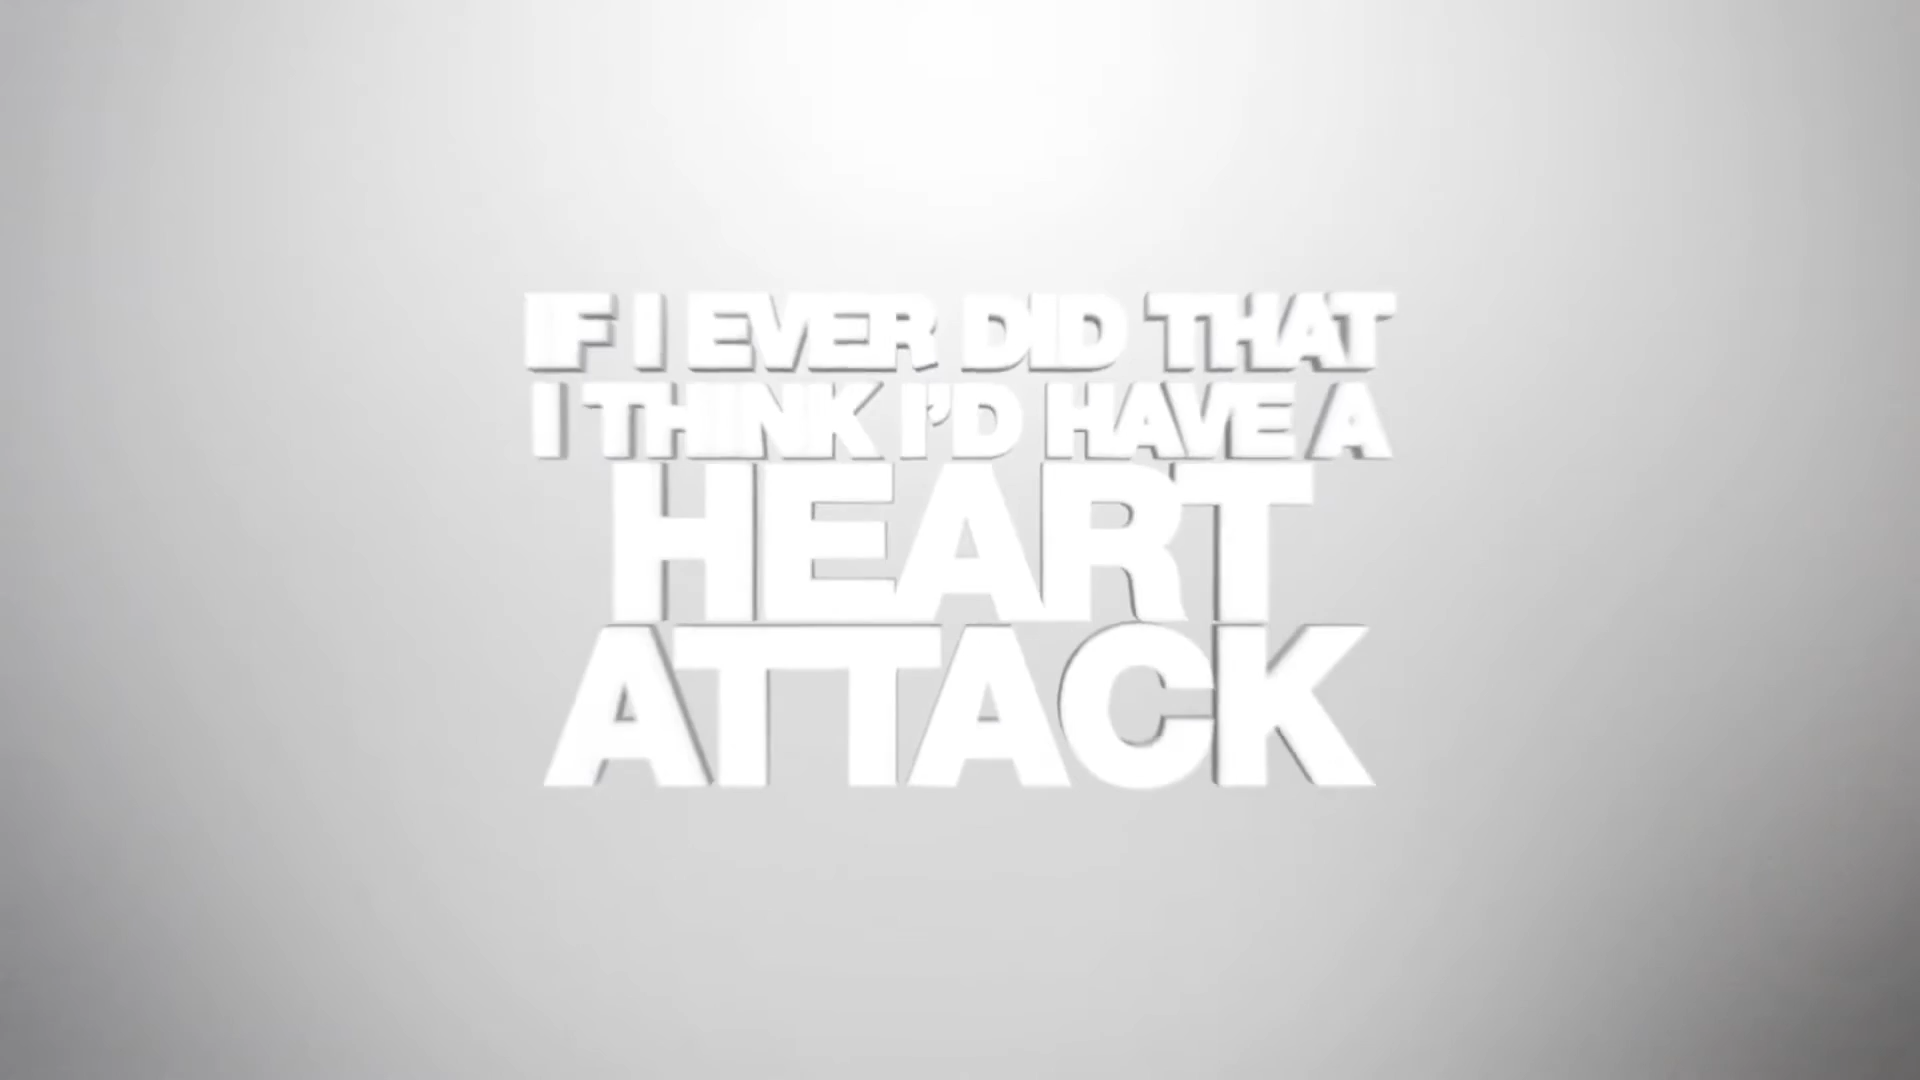 IF I EVER DID THAT
I THINK I'D HAVE A
HEART
ATTACK